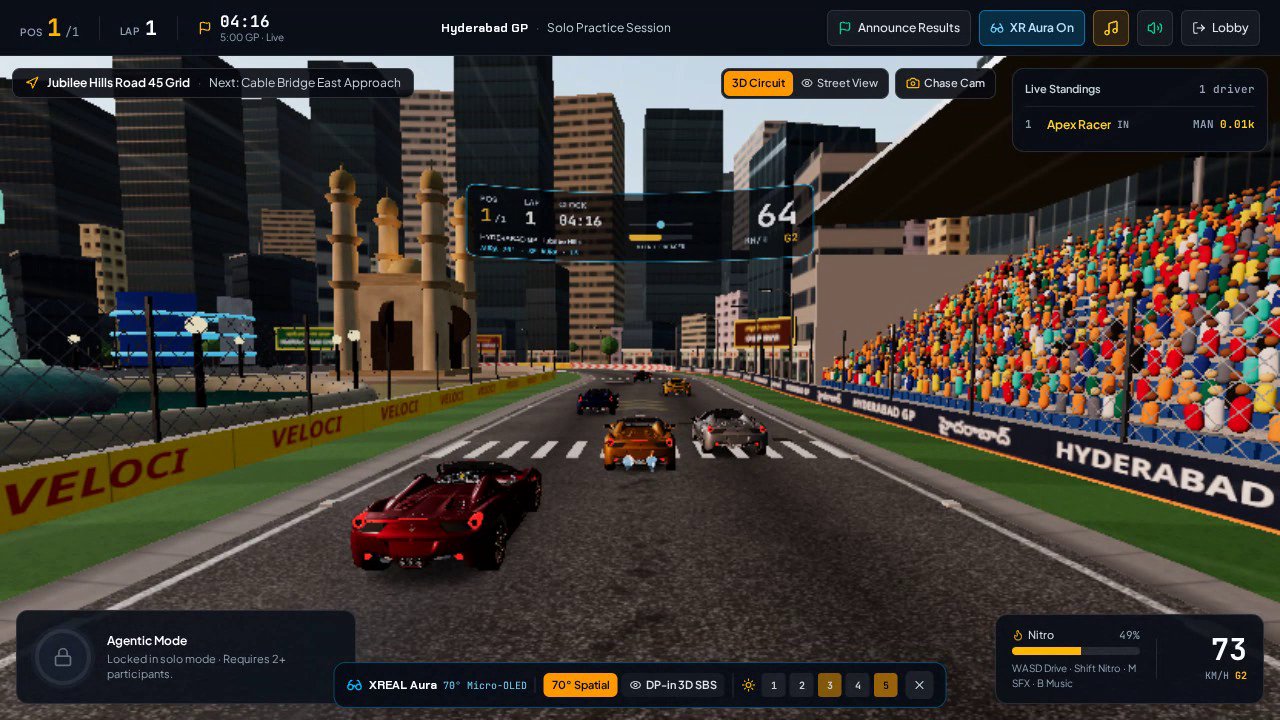 POS 1 /1
LAP 1
04:16
5:00 GP · Live
Hyderabad GP · Solo Practice Session
Announce Results
XR Aura On
Lobby
Jubilee Hills Road 45 Grid · Next: Cable Bridge East Approach
3D Circuit
Street View
Chase Cam
Live Standings 1 driver
1 Apex Racer IN MAN 0.01k
POS LAP CLOCK
1/1 1 04:16
64
KM/H G2
HYDERABAD GP
VELOCI
VELOCI
VELOCI
VELOCI
VELOCI
HYDERABAD GP
హైదరాబాద్
HYDERABAD
Agentic Mode
Locked in solo mode · Requires 2+
participants.
XREAL Aura 70° Micro-OLED
70° Spatial
DP-in 3D SBS
1 2 3 4 5
Nitro 49%
WASD Drive · Shift Nitro · M
SFX · B Music
73
KM/H G2